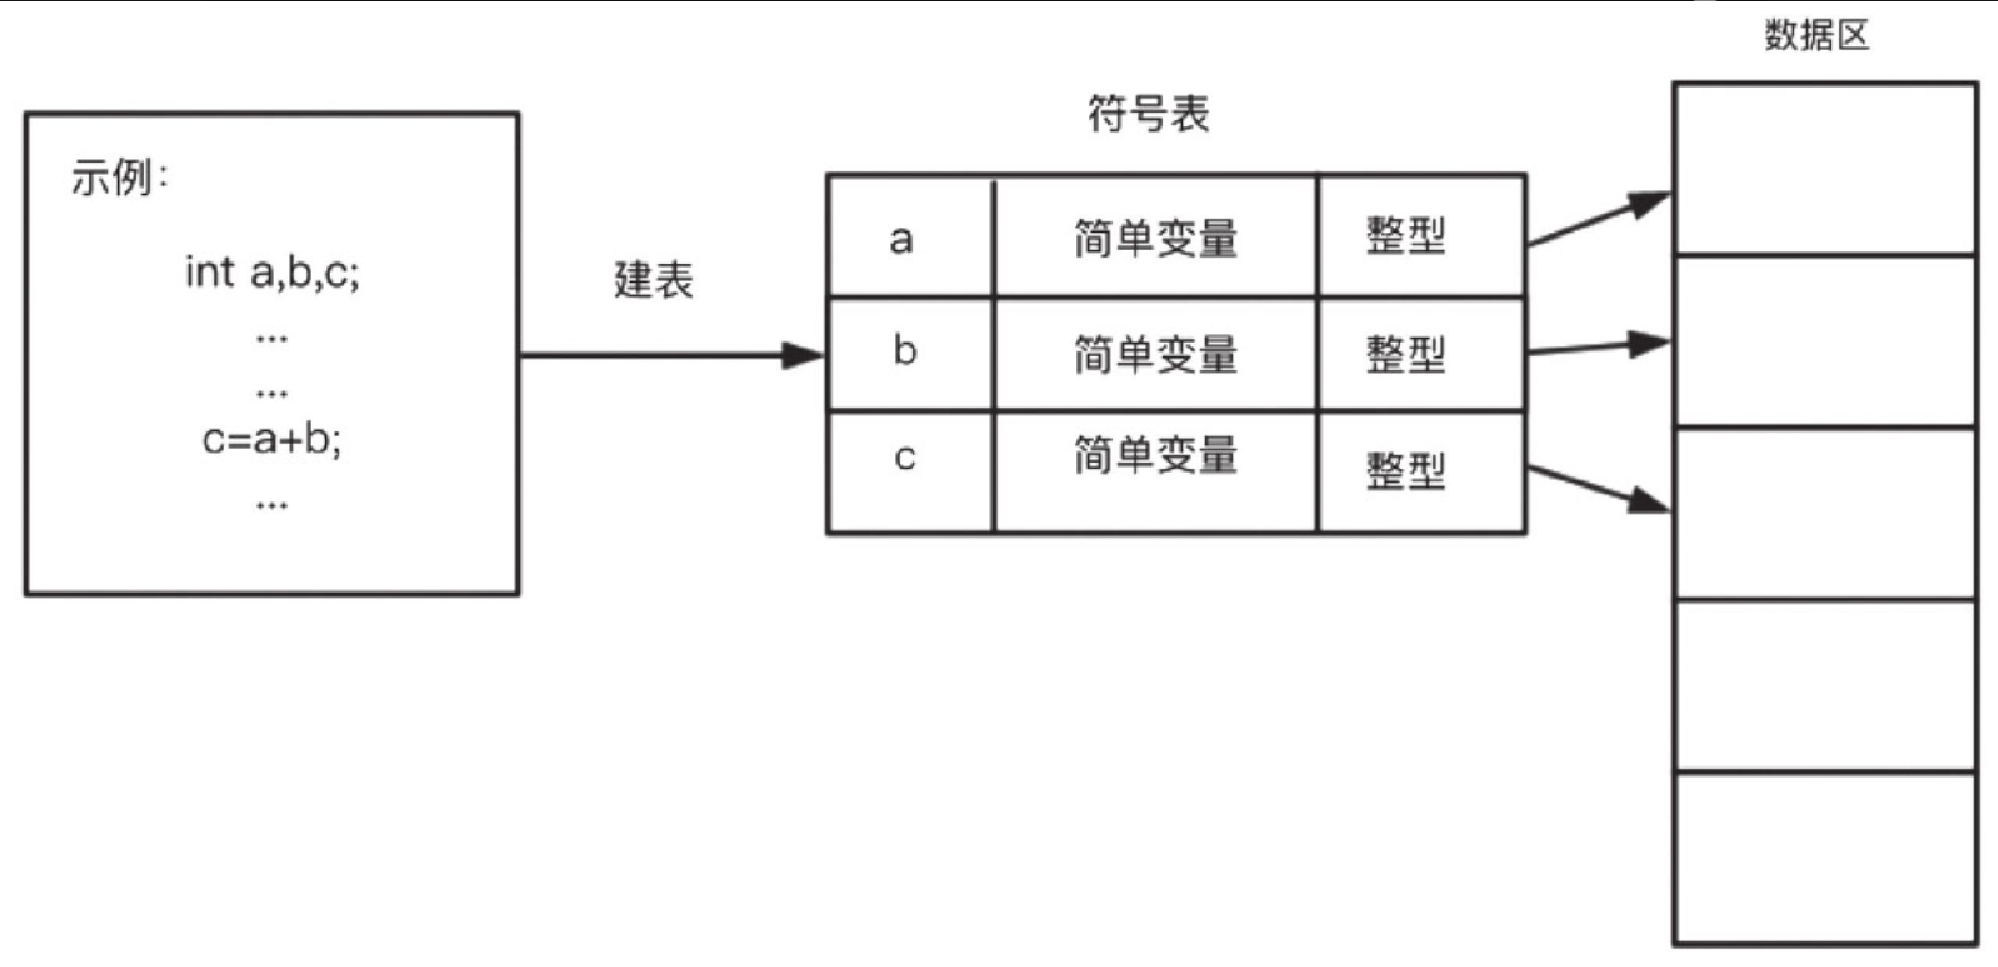 数据区
符号表
示例：
int a,b,c;
...
...
c=a+b;
...
建表
a 简单变量 整型
b 简单变量 整型
c 简单变量 整型